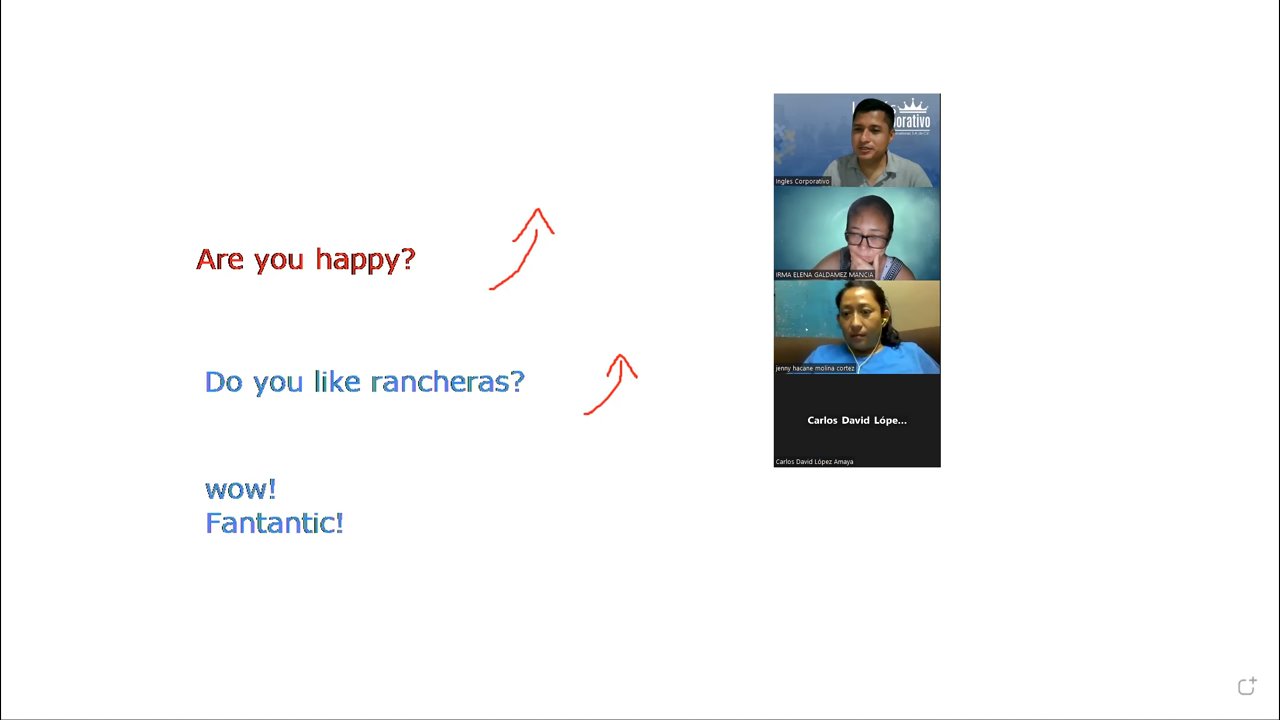 Are you happy?
Do you like rancheras?
wow!
Fantantic!
orativo
Ingles Corporativo
IRMA ELENA GALDAMEZ MANCIA
jenny hacane molina cortez
Carlos David Lópe...
Carlos David López Amaya